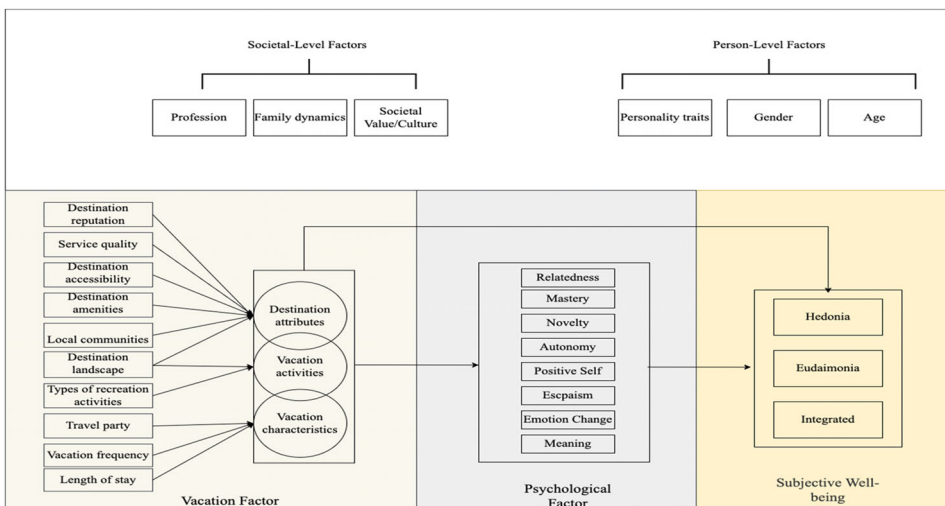 Societal-Level Factors
Person-Level Factors
Profession
Family dynamics
Societal
Value/Culture
Personality traits
Gender
Age
Destination
reputation
Service quality
Destination
accessibility
Destination
amenities
Local communities
Destination
landscape
Types of recreation
activities
Travel party
Vacation frequency
Length of stay
Destination
attributes
Vacation
activities
Vacation
characteristics
Vacation Factor
Relatedness
Mastery
Novelty
Autonomy
Positive Self
Escpaism
Emotion Change
Meaning
Psychological
Factor
Hedonia
Eudaimonia
Integrated
Subjective Well-
being